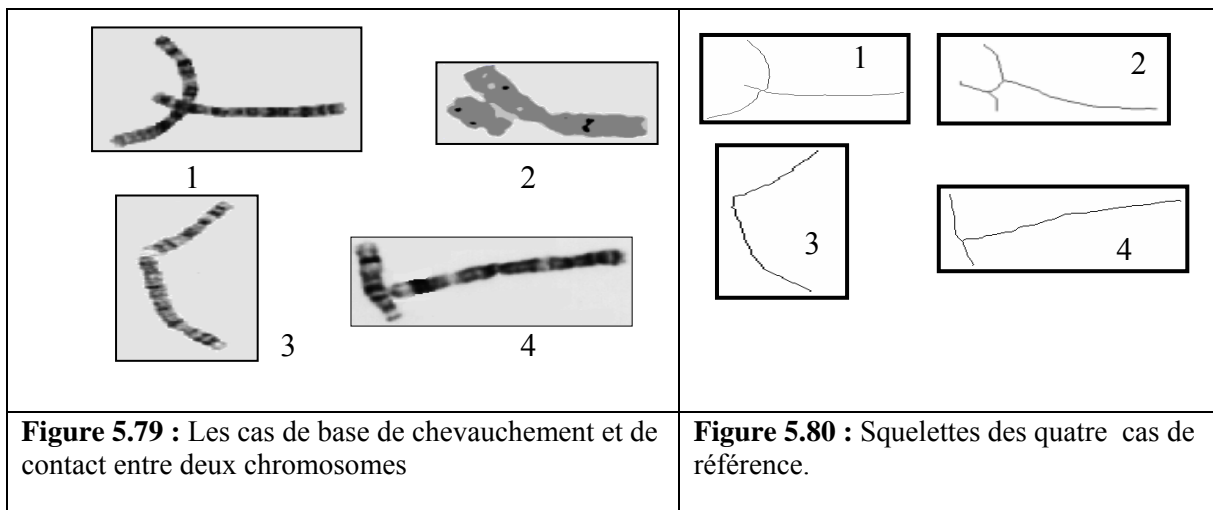 1
2
3
4
Figure 5.79 : Les cas de base de chevauchement et de
contact entre deux chromosomes
1
2
3
4
Figure 5.80 : Squelettes des quatre cas de
référence.